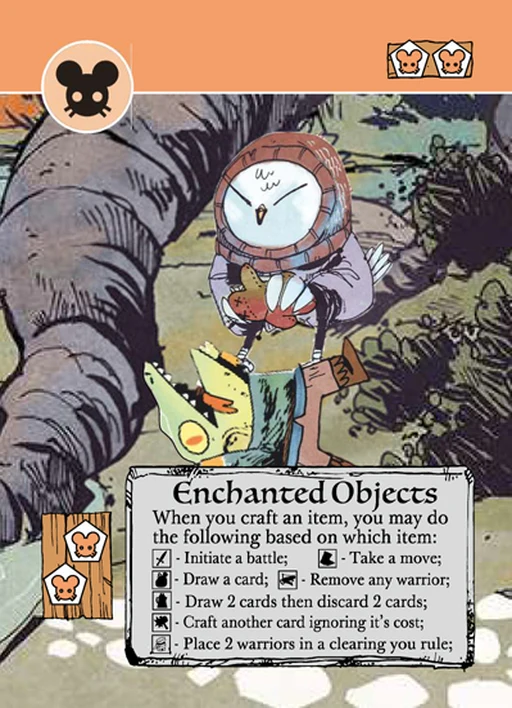 Enchanted Objects
When you craft an item, you may do
the following based on which item:
- Initiate a battle; - Take a move;
- Draw a card; - Remove any warrior;
- Draw 2 cards then discard 2 cards;
- Craft another card ignoring it's cost;
- Place 2 warriors in a clearing you rule;